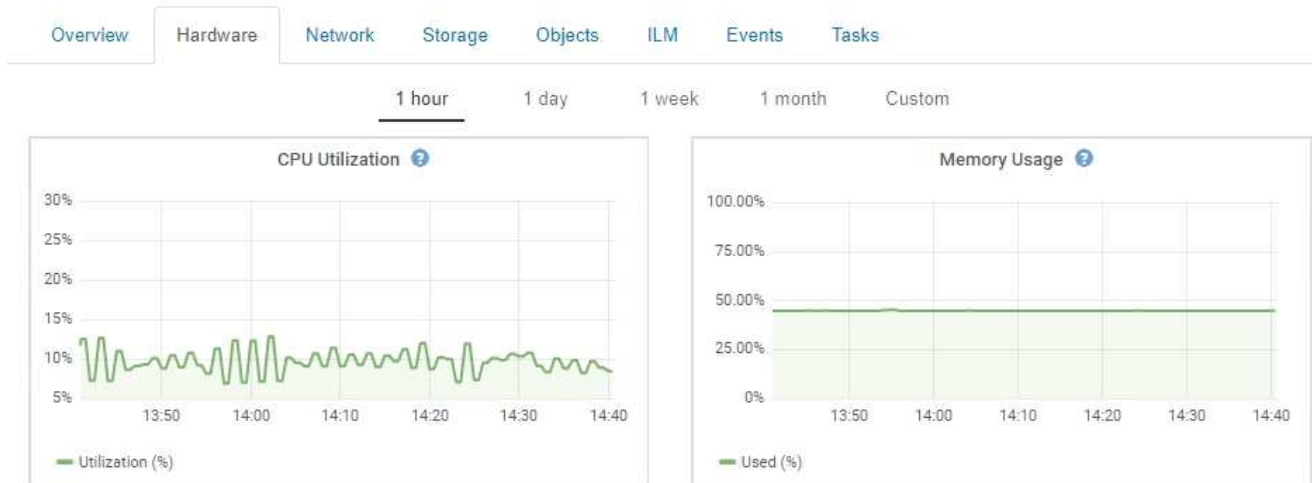 Overview Hardware Network Storage Objects ILM Events Tasks
1 hour 1 day 1 week 1 month Custom
CPU Utilization ?
30%
25%
20%
15%
10%
5%
13:50 14:00 14:10 14:20 14:30 14:40
Utilization (%)
Memory Usage ?
100.00%
75.00%
50.00%
25.00%
0%
13:50 14:00 14:10 14:20 14:30 14:40
Used (%)